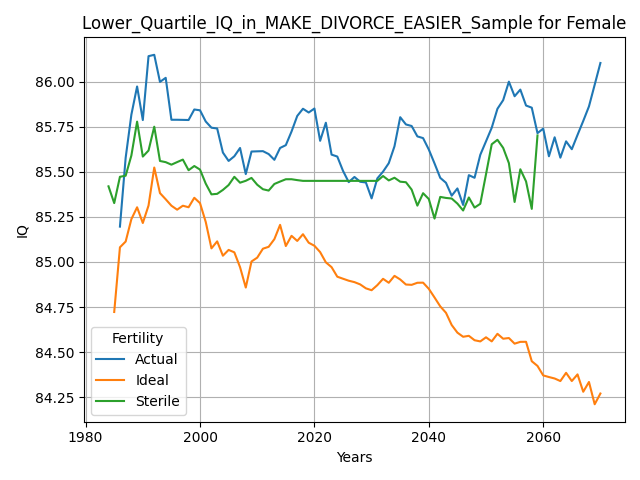 Lower_Quartile_IQ_in_MAKE_DIVORCE_EASIER_Sample for Female
86.00
85.75
85.50
85.25
85.00
84.75
84.50
84.25
IQ
Fertility
Actual
Ideal
Sterile
1980 2000 2020 2040 2060
Years